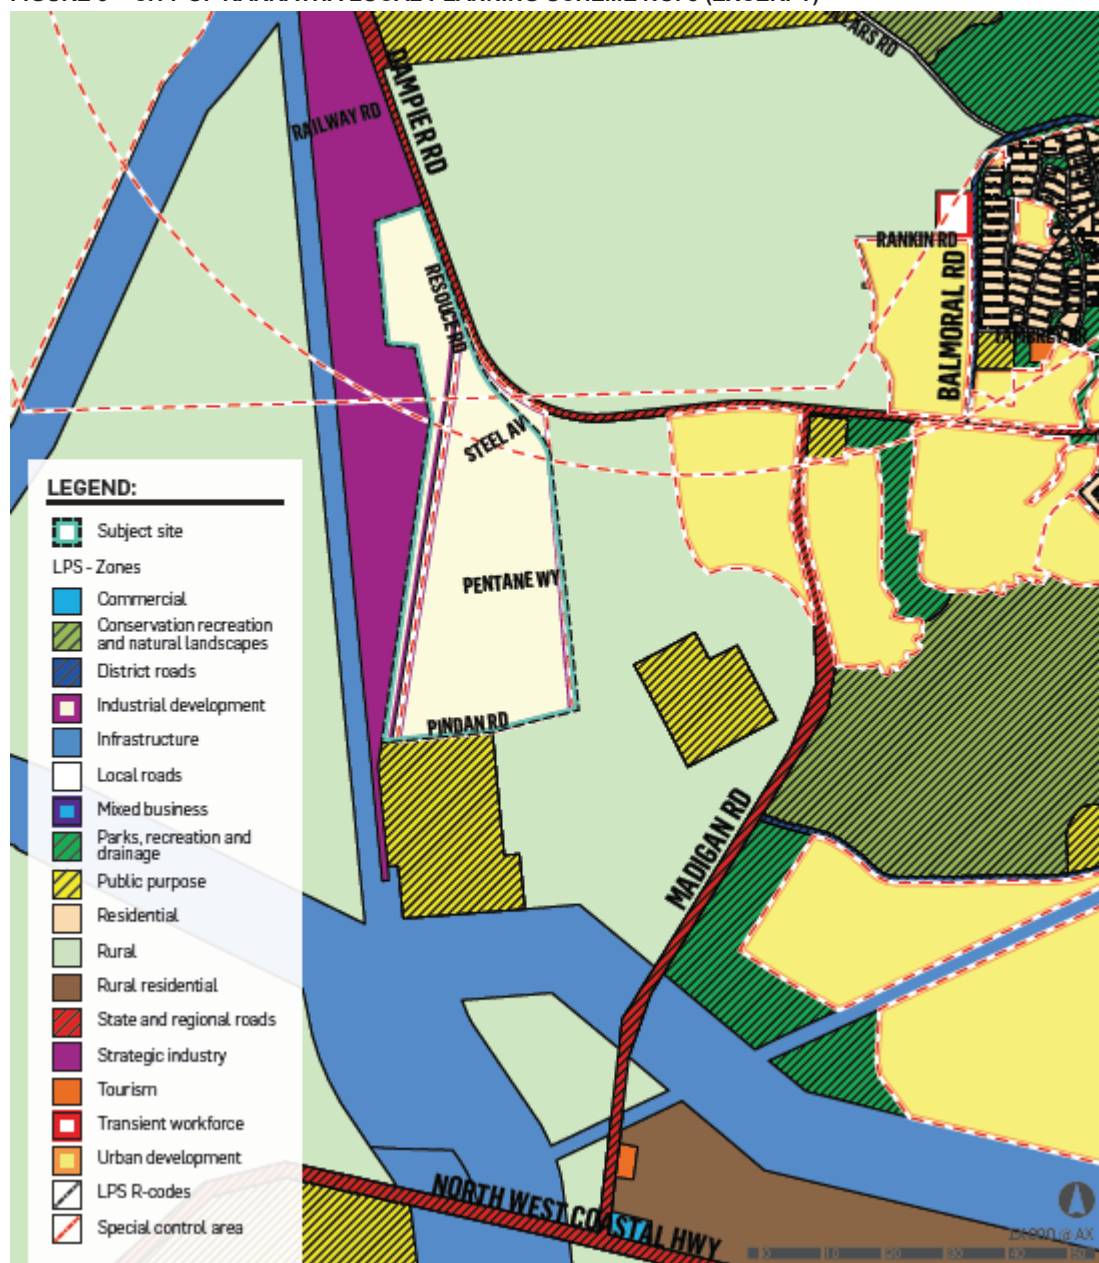 RAILWAY RD
DAMPIER RD
RANKIN RD
RESOUCE RD
BALMORAL RD
STEEL AV
PENTANE WY
PINDAN RD
MADIGAN RD
NORTH WEST COASTAL HWY
LEGEND:
Subject site
LPS - Zones
Commercial
Conservation recreation
and natural landscapes
District roads
Industrial development
Infrastructure
Local roads
Mixed business
Parks, recreation and
drainage
Public purpose
Residential
Rural
Rural residential
State and regional roads
Strategic industry
Tourism
Transient workforce
Urban development
LPS R-codes
Special control area